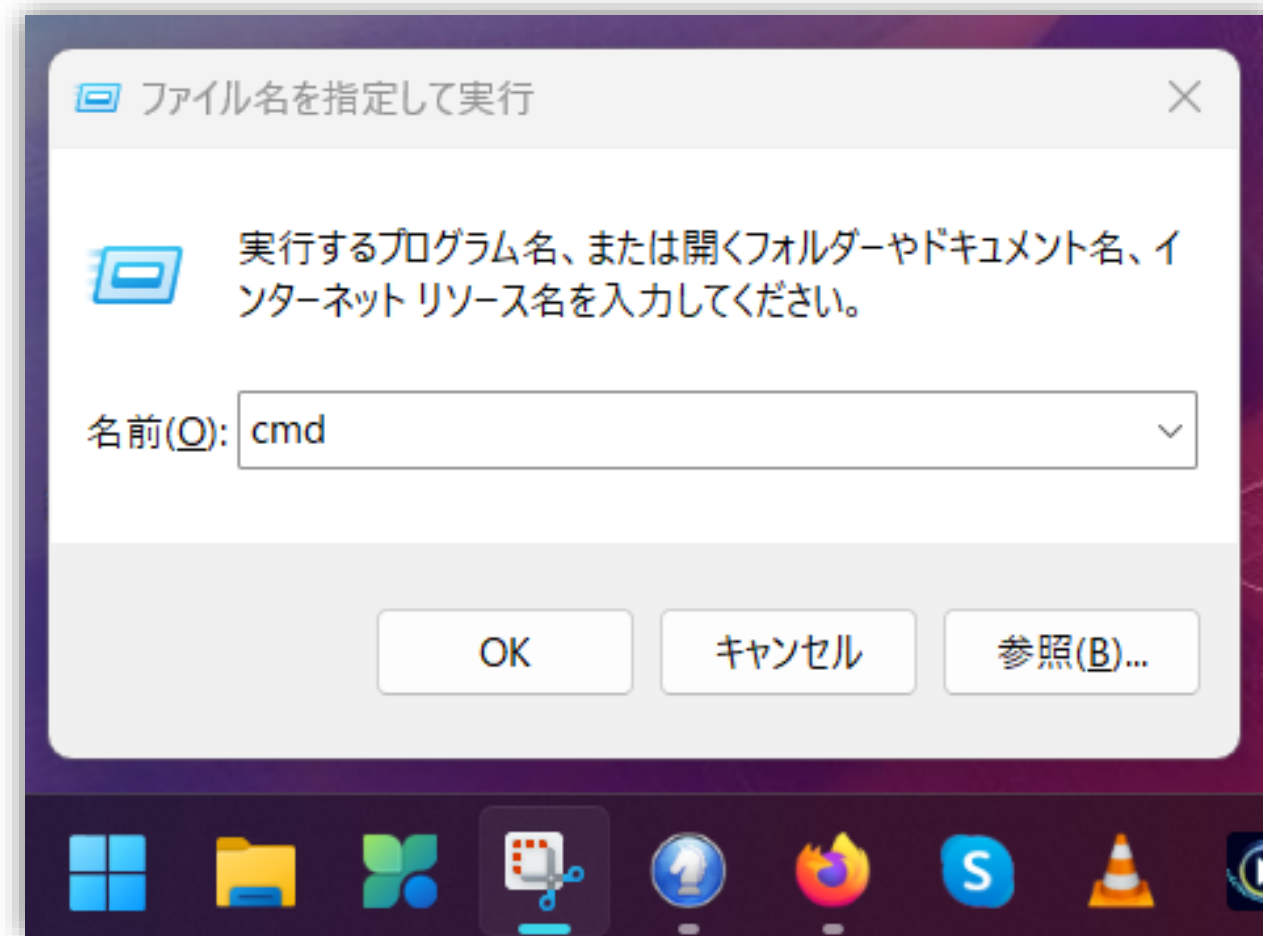 ファイル名を指定して実行
実行するプログラム名、または開くフォルダーやドキュメント名、イ
ンターネット リソース名を入力してください。
名前(O): cmd
OK キャンセル 参照(B)...
S